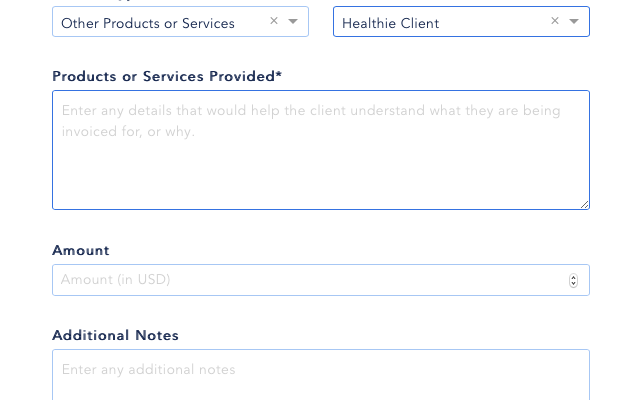 Other Products or Services × Healthie Client ×
Products or Services Provided*
Enter any details that would help the client understand what they are being
invoiced for, or why.
Amount
Amount (in USD)
Additional Notes
Enter any additional notes